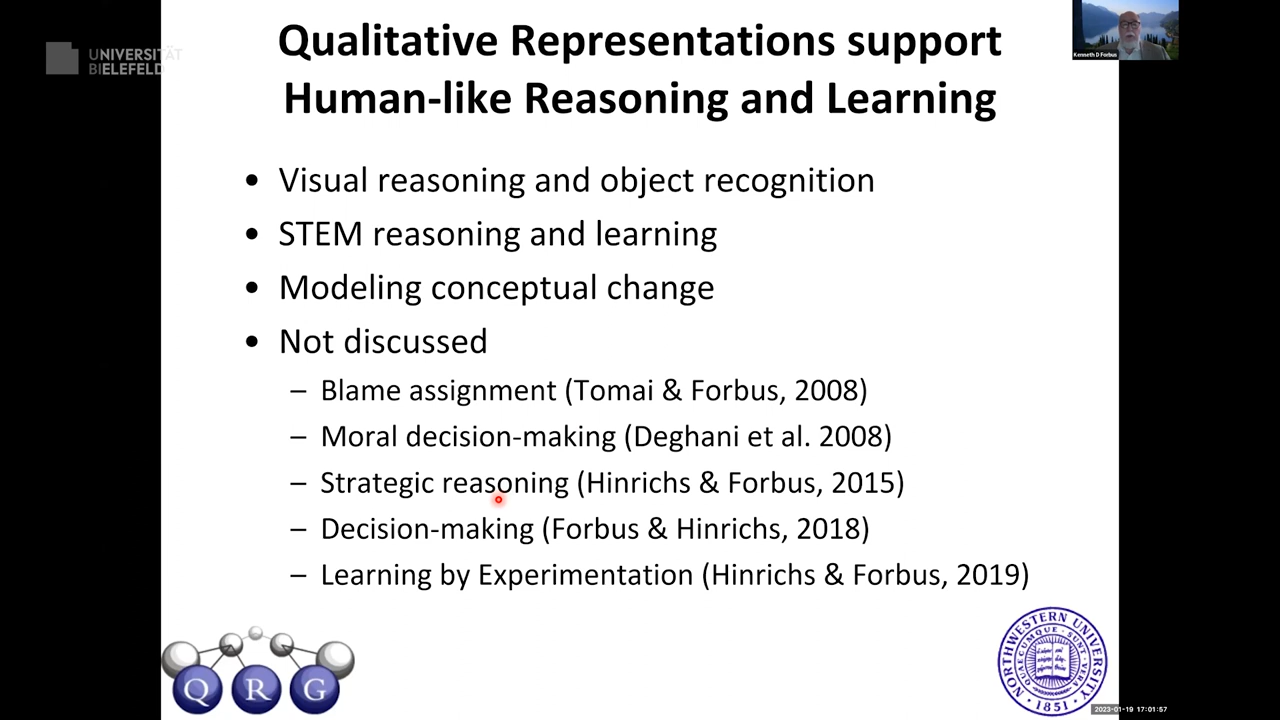 UNIVERSITÄT
BIELEFELD
Kenneth D Forbus
Qualitative Representations support
Human-like Reasoning and Learning
• Visual reasoning and object recognition
• STEM reasoning and learning
• Modeling conceptual change
• Not discussed
– Blame assignment (Tomai & Forbus, 2008)
– Moral decision-making (Deghani et al. 2008)
– Strategic reasoning (Hinrichs & Forbus, 2015)
– Decision-making (Forbus & Hinrichs, 2018)
– Learning by Experimentation (Hinrichs & Forbus, 2019)
Q R G
NORTHWESTERN UNIVERSITY
QUAECUMQUE · SUNT · VERA
1851
2023-01-19 17:01:57